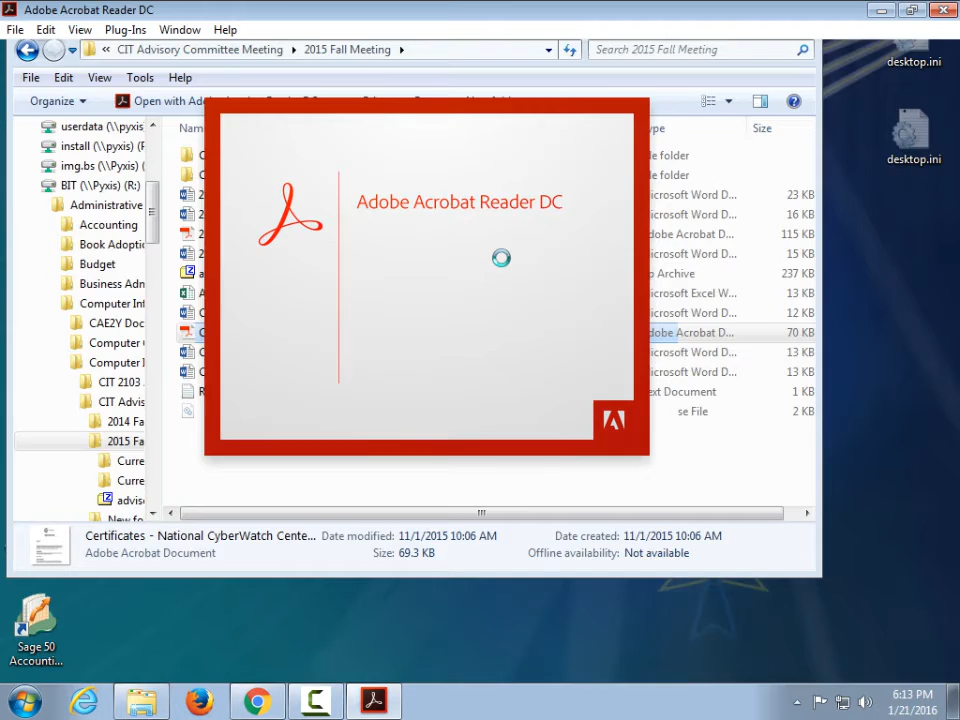 Adobe Acrobat Reader DC
File Edit View Plug-Ins Window Help
« CIT Advisory Committee Meeting 2015 Fall Meeting
Search 2015 Fall Meeting
File Edit View Tools Help
Organize Open with Ado
desktop.ini
Size
userdata (\\pyxis)
install (\\pyxis) (
img.bs (\\Pyxis) (
BIT (\\Pyxis) (R:)
Administrative
Accounting
Book Adoptio
Budget
Business Adn
Computer Int
CAE2Y Doc
Computer
Computer I
CIT 2103
CIT Advis
2014 Fa
2015 Fa
Curre
Curre
advis
New fo
Nam
Adobe Acrobat Reader DC
ype
le folder
le folder
icrosoft Word D... 23 KB
icrosoft Word D... 16 KB
dobe Acrobat D... 115 KB
icrosoft Word D... 15 KB
p Archive 237 KB
icrosoft Excel W... 13 KB
icrosoft Word D... 12 KB
dobe Acrobat D... 70 KB
icrosoft Word D... 13 KB
icrosoft Word D... 13 KB
ext Document 1 KB
se File 2 KB
desktop.ini
Certificates - National CyberWatch Cente... Date modified: 11/1/2015 10:06 AM Date created: 11/1/2015 10:06 AM
Adobe Acrobat Document Size: 69.3 KB Offline availability: Not available
Sage 50
Accounti...
6:13 PM
1/21/2016